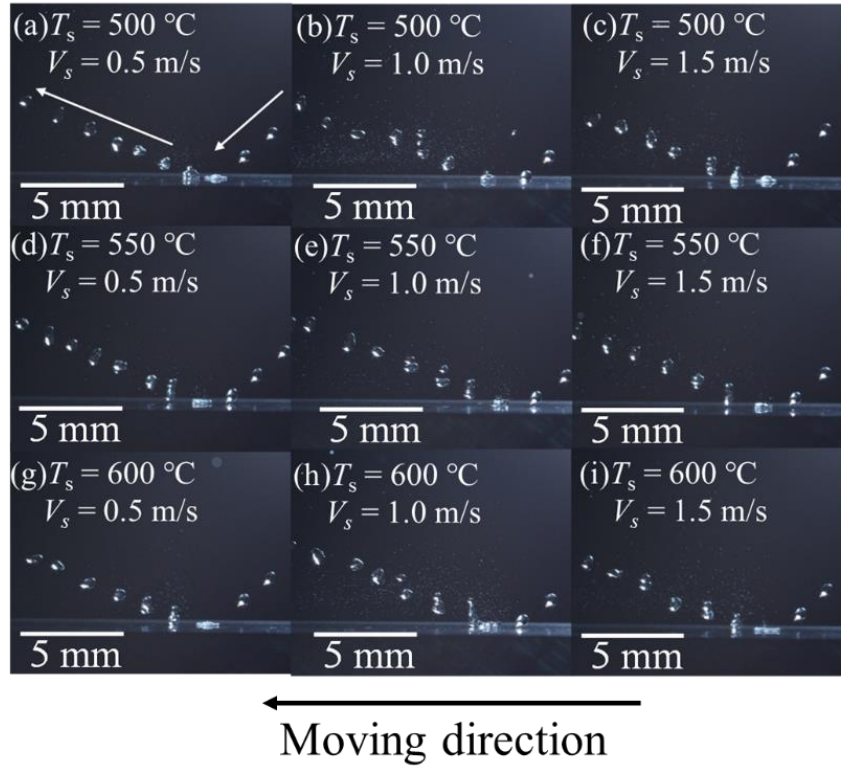 (a)Ts = 500 ℃
Vs = 0.5 m/s
5 mm
(b)Ts = 500 ℃
Vs = 1.0 m/s
5 mm
(c)Ts = 500 ℃
Vs = 1.5 m/s
5 mm
(d)Ts = 550 ℃
Vs = 0.5 m/s
5 mm
(e)Ts = 550 ℃
Vs = 1.0 m/s
5 mm
(f)Ts = 550 ℃
Vs = 1.5 m/s
5 mm
(g)Ts = 600 ℃
Vs = 0.5 m/s
5 mm
(h)Ts = 600 ℃
Vs = 1.0 m/s
5 mm
(i)Ts = 600 ℃
Vs = 1.5 m/s
5 mm
Moving direction